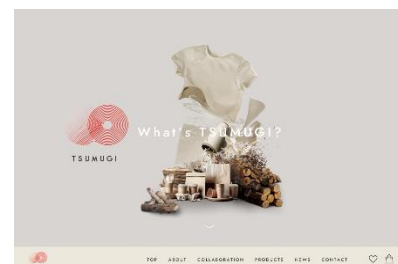 What's TSUMUGI?
TSUMUGI
TOP ABOUT COLLABORATION PRODUCTS NEWS CONTACT